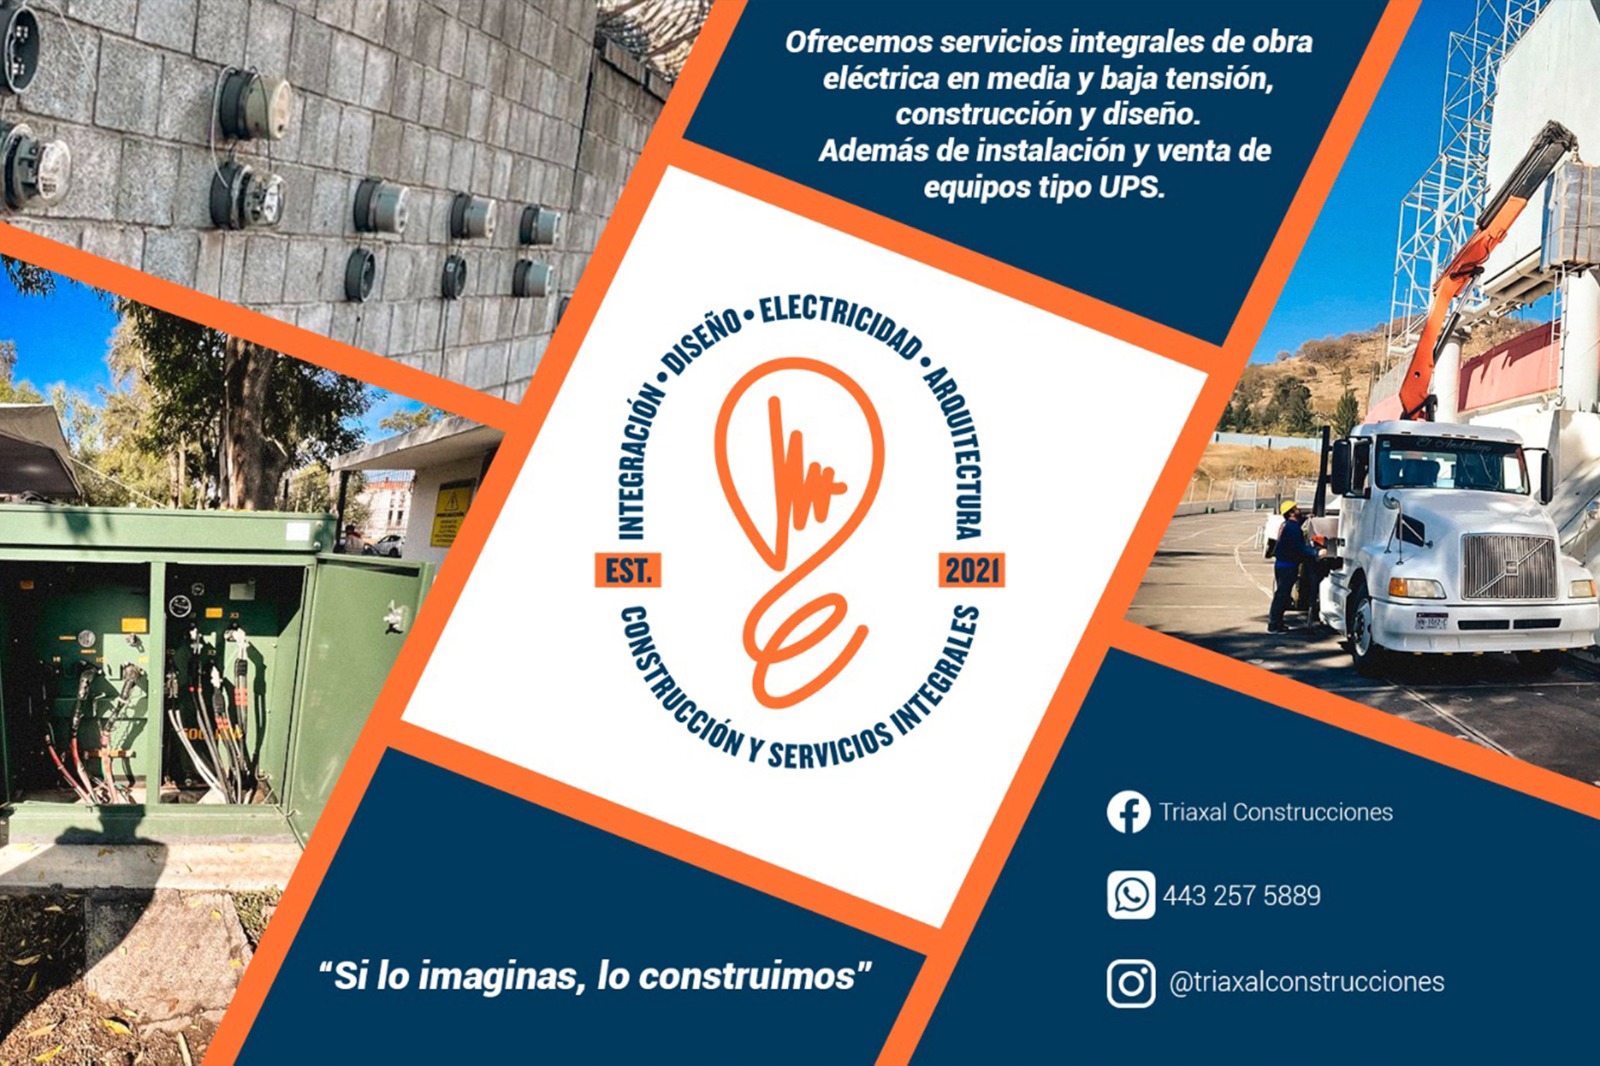 Ofrecemos servicios integrales de obra
eléctrica en media y baja tensión,
construcción y diseño.
Además de instalación y venta de
equipos tipo UPS.
INTEGRACIÓN • DISEÑO • ELECTRICIDAD • ARQUITECTURA
EST.
2021
CONSTRUCCIÓN Y SERVICIOS INTEGRALES
Triaxal Construcciones
443 257 5889
@triaxalconstrucciones
“Si lo imaginas, lo construimos”